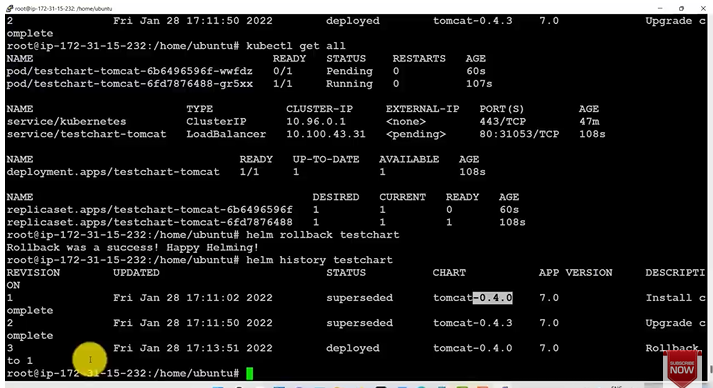 root@ip-172-31-15-232: /home/ubuntu
2 Fri Jan 28 17:11:50 2022 deployed tomcat-0.4.3 7.0 Upgrade c
omplete
root@ip-172-31-15-232:/home/ubuntu# kubectl get all
NAME READY STATUS RESTARTS AGE
pod/testchart-tomcat-6b6496596f-wwfdz 0/1 Pending 0 60s
pod/testchart-tomcat-6fd7876488-gr5xx 1/1 Running 0 107s
NAME TYPE CLUSTER-IP EXTERNAL-IP PORT(S) AGE
service/kubernetes ClusterIP 10.96.0.1 <none> 443/TCP 47m
service/testchart-tomcat LoadBalancer 10.100.43.31 <pending> 80:31053/TCP 108s
NAME READY UP-TO-DATE AVAILABLE AGE
deployment.apps/testchart-tomcat 1/1 1 1 108s
NAME DESIRED CURRENT READY AGE
replicaset.apps/testchart-tomcat-6b6496596f 1 1 0 60s
replicaset.apps/testchart-tomcat-6fd7876488 1 1 1 108s
root@ip-172-31-15-232:/home/ubuntu# helm rollback testchart
Rollback was a success! Happy Helming!
root@ip-172-31-15-232:/home/ubuntu# helm history testchart
REVISION UPDATED STATUS CHART APP VERSION DESCRIPTI
ON
1 Fri Jan 28 17:11:02 2022 superseded tomcat-0.4.0 7.0 Install c
omplete
2 Fri Jan 28 17:11:50 2022 superseded tomcat-0.4.3 7.0 Upgrade c
omplete
3 Fri Jan 28 17:13:51 2022 deployed tomcat-0.4.0 7.0 Rollback
to 1
root@ip-172-31-15-232:/home/ubuntu#
SUBSCRIBE
NOW